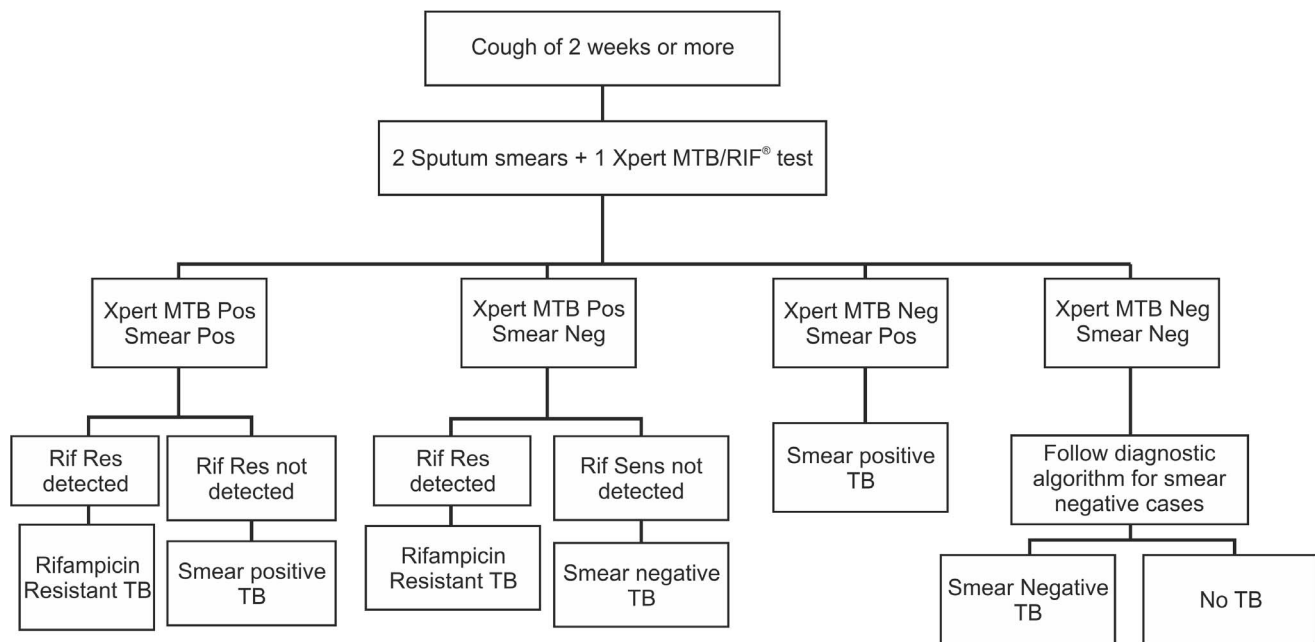 Cough of 2 weeks or more
2 Sputum smears + 1 Xpert MTB/RIF® test
Xpert MTB Pos
Smear Pos
Xpert MTB Pos
Smear Neg
Xpert MTB Neg
Smear Pos
Xpert MTB Neg
Smear Neg
Rif Res
detected
Rif Res not
detected
Rif Res
detected
Rif Sens not
detected
Smear positive
TB
Follow diagnostic
algorithm for smear
negative cases
Rifampicin
Resistant TB
Smear positive
TB
Rifampicin
Resistant TB
Smear negative
TB
Smear Negative
TB
No TB